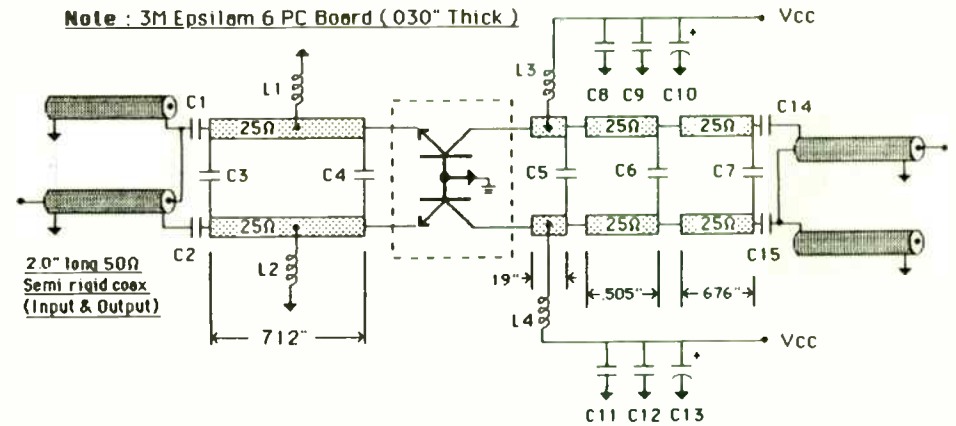 Note : 3M Epsilam 6 PC Board ( 030" Thick )
Vcc
L1
L3
C8 C9 C10
C1
25Ω
25Ω
25Ω
C14
C3
C4
C5
C6
C7
25Ω
25Ω
25Ω
C2
C15
L2
L4
2.0" long 50Ω
Semi rigid coax
(Input & Output)
712"
19"
.505"
.676"
Vcc
C11 C12 C13